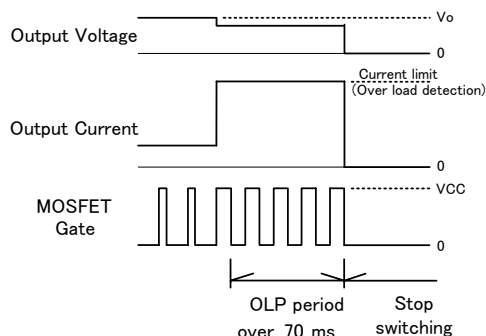 Vo
Output Voltage
0
Current limit
(Over load detection)
Output Current
0
VCC
MOSFET
Gate
0
OLP period
over 70 ms
Stop
switching